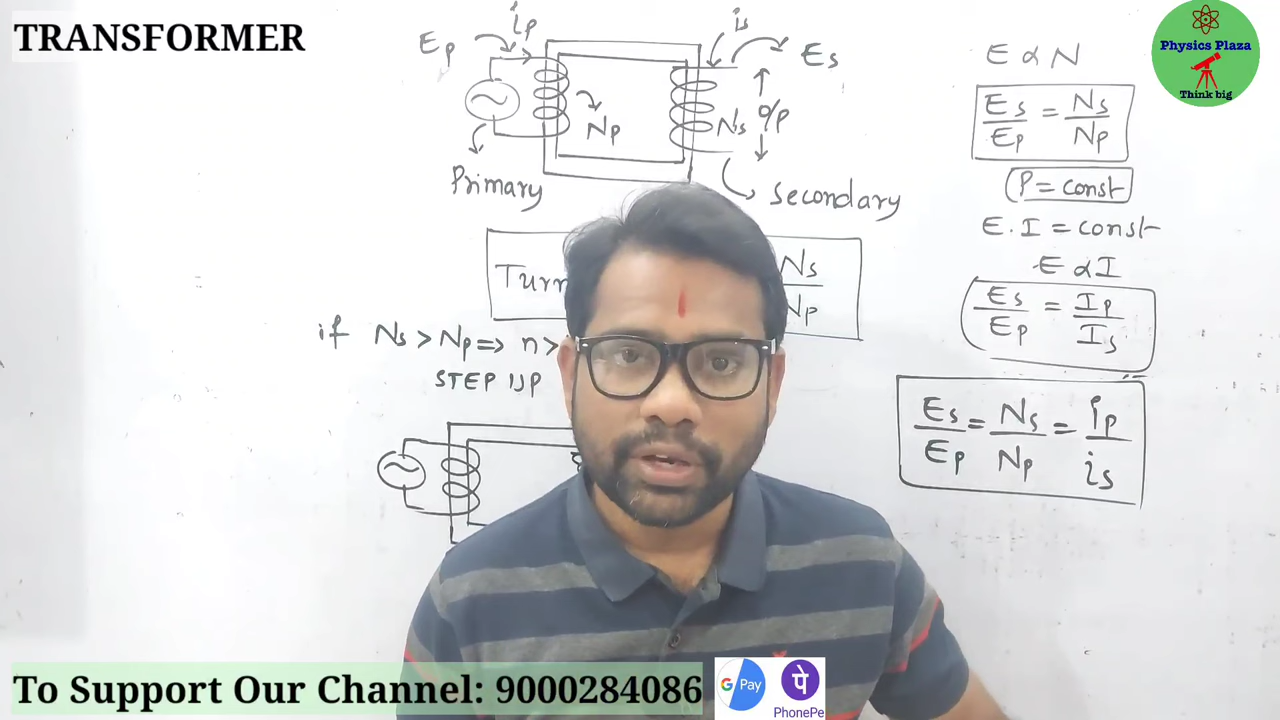 TRANSFORMER
Physics Plaza
Think big
Ep
ip
is
Es
Np
Ns
o/p
Primary
secondary
Turn
Ns
Np
if Ns > Np => n >
STEP UP
E ∝ N
Es/Ep = Ns/Np
P = const
E. I = const
E ∝ I
Es/Ep = Ip/Is
Es/Ep = Ns/Np = ip/is
To Support Our Channel: 9000284086
G Pay
पे
PhonePe